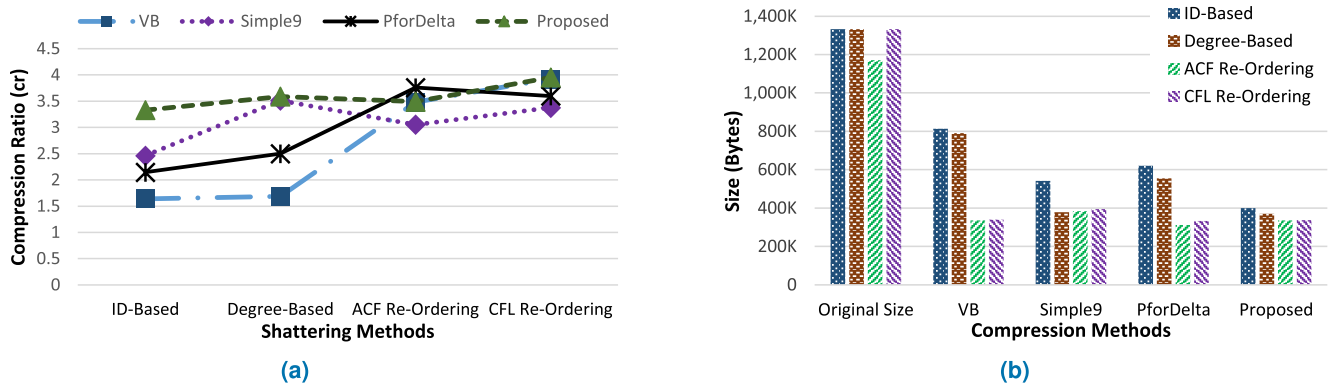 VB Simple9 PforDelta Proposed
Compression Ratio (cr)
4.5
4
3.5
3
2.5
2
1.5
1
0.5
0
ID-Based Degree-Based ACF Re-Ordering CFL Re-Ordering
Shattering Methods
(a)
Size (Bytes)
1,400K
1,200K
1,000K
800K
600K
400K
200K
0
ID-Based
Degree-Based
ACF Re-Ordering
CFL Re-Ordering
Original Size VB Simple9 PforDelta Proposed
Compression Methods
(b)